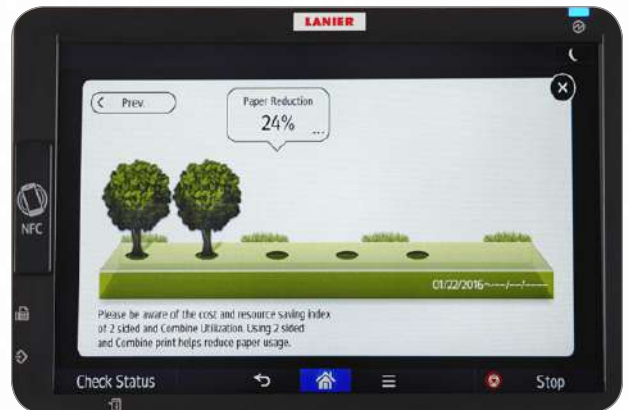 LANIER
Prev.
Paper Reduction
24%
...
01/22/2016~----/--/----
Please be aware of the cost and resource saving index
of 2 sided and Combine Utilization. Using 2 sided
and Combine print helps reduce paper usage.
NFC
Check Status
Stop